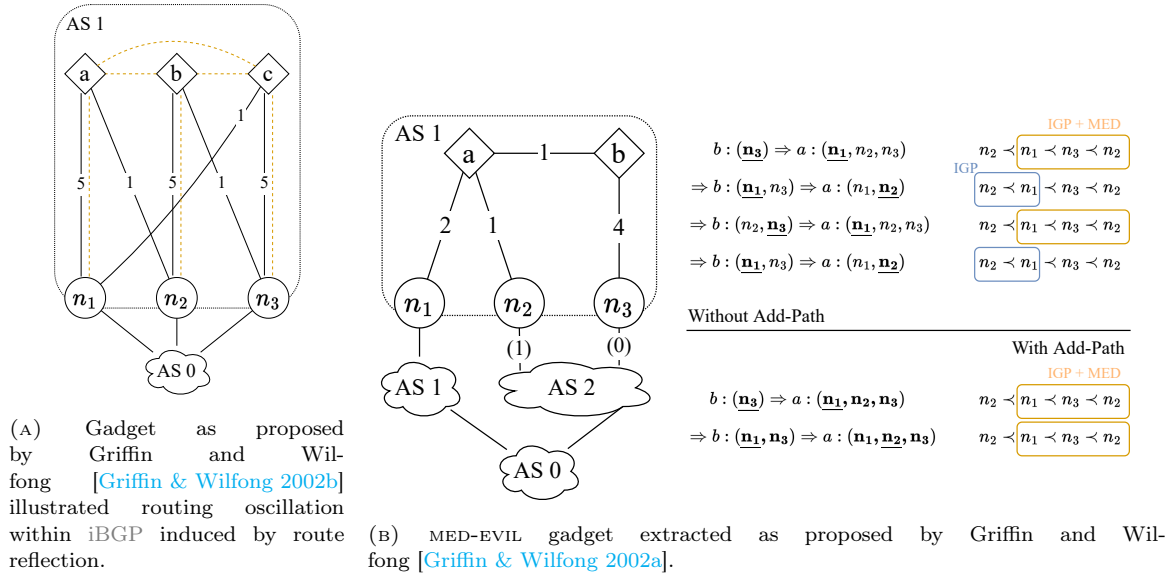 AS 1
a
b
c
1
5
1
5
1
5
n₁
n₂
n₃
AS 0
(A) Gadget as proposed
by Griffin and Wil-
fong [Griffin & Wilfong 2002b]
illustrated routing oscillation
within iBGP induced by route
reflection.
AS 1
a
1
b
2
1
4
n₁
n₂
n₃
(1)
(0)
AS 1
AS 2
AS 0
IGP + MED
b : (n₃) ⇒ a : (n₁, n₂, n₃)
n₂ ≺ n₁ ≺ n₃ ≺ n₂
IGP
⇒ b : (n₁, n₃) ⇒ a : (n₁, n₂)
n₂ ≺ n₁ ≺ n₃ ≺ n₂
⇒ b : (n₂, n₃) ⇒ a : (n₁, n₂, n₃)
n₂ ≺ n₁ ≺ n₃ ≺ n₂
⇒ b : (n₁, n₃) ⇒ a : (n₁, n₂)
n₂ ≺ n₁ ≺ n₃ ≺ n₂
Without Add-Path
With Add-Path
IGP + MED
b : (n₃) ⇒ a : (n₁, n₂, n₃)
n₂ ≺ n₁ ≺ n₃ ≺ n₂
⇒ b : (n₁, n₃) ⇒ a : (n₁, n₂, n₃)
n₂ ≺ n₁ ≺ n₃ ≺ n₂
(B) MED-EVIL gadget extracted as proposed by Griffin and Wil-
fong [Griffin & Wilfong 2002a].